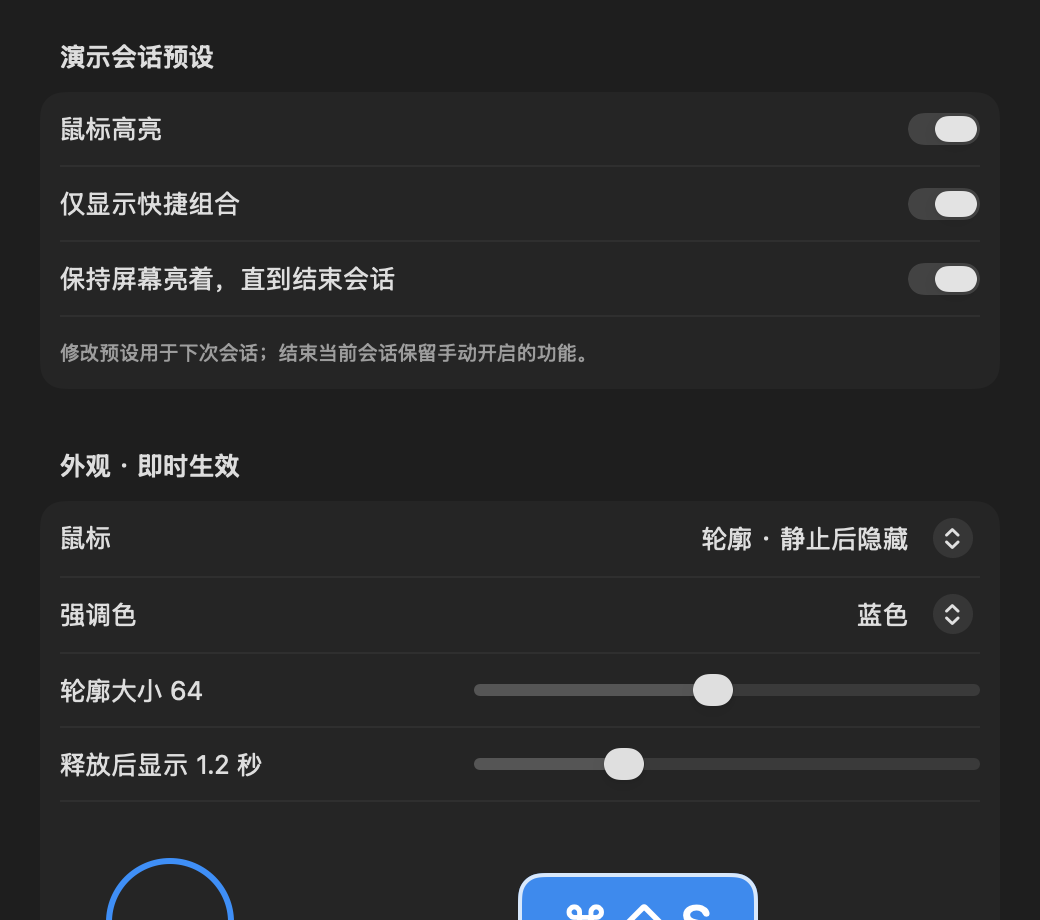 演示会话预设
鼠标高亮
仅显示快捷组合
保持屏幕亮着，直到结束会话
修改预设用于下次会话；结束当前会话保留手动开启的功能。
外观 · 即时生效
鼠标 轮廓 · 静止后隐藏
强调色 蓝色
轮廓大小 64
释放后显示 1.2 秒
⌘⌃S